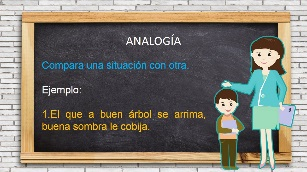 ANALOGÍA
Compara una situación con otra.
Ejemplo:
1.El que a buen árbol se arrima,
buena sombra le cobija.